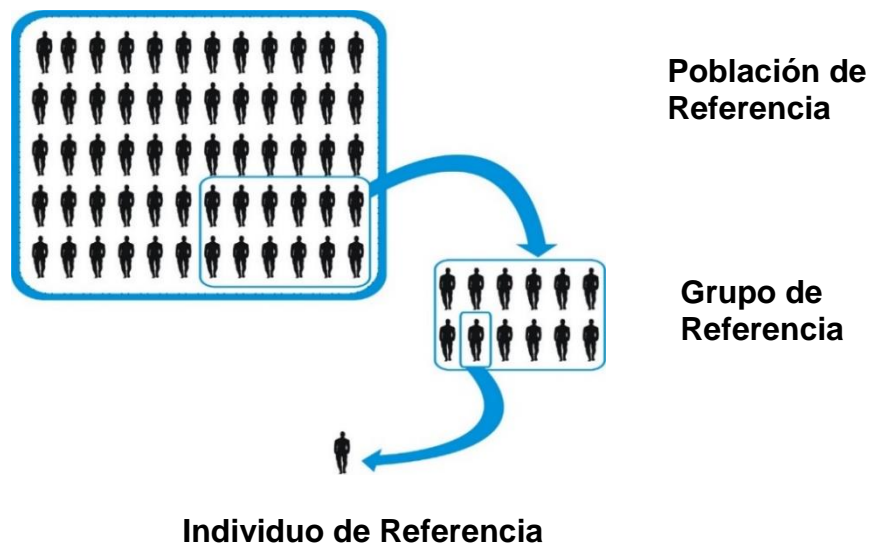 Población de
Referencia
Grupo de
Referencia
Individuo de Referencia